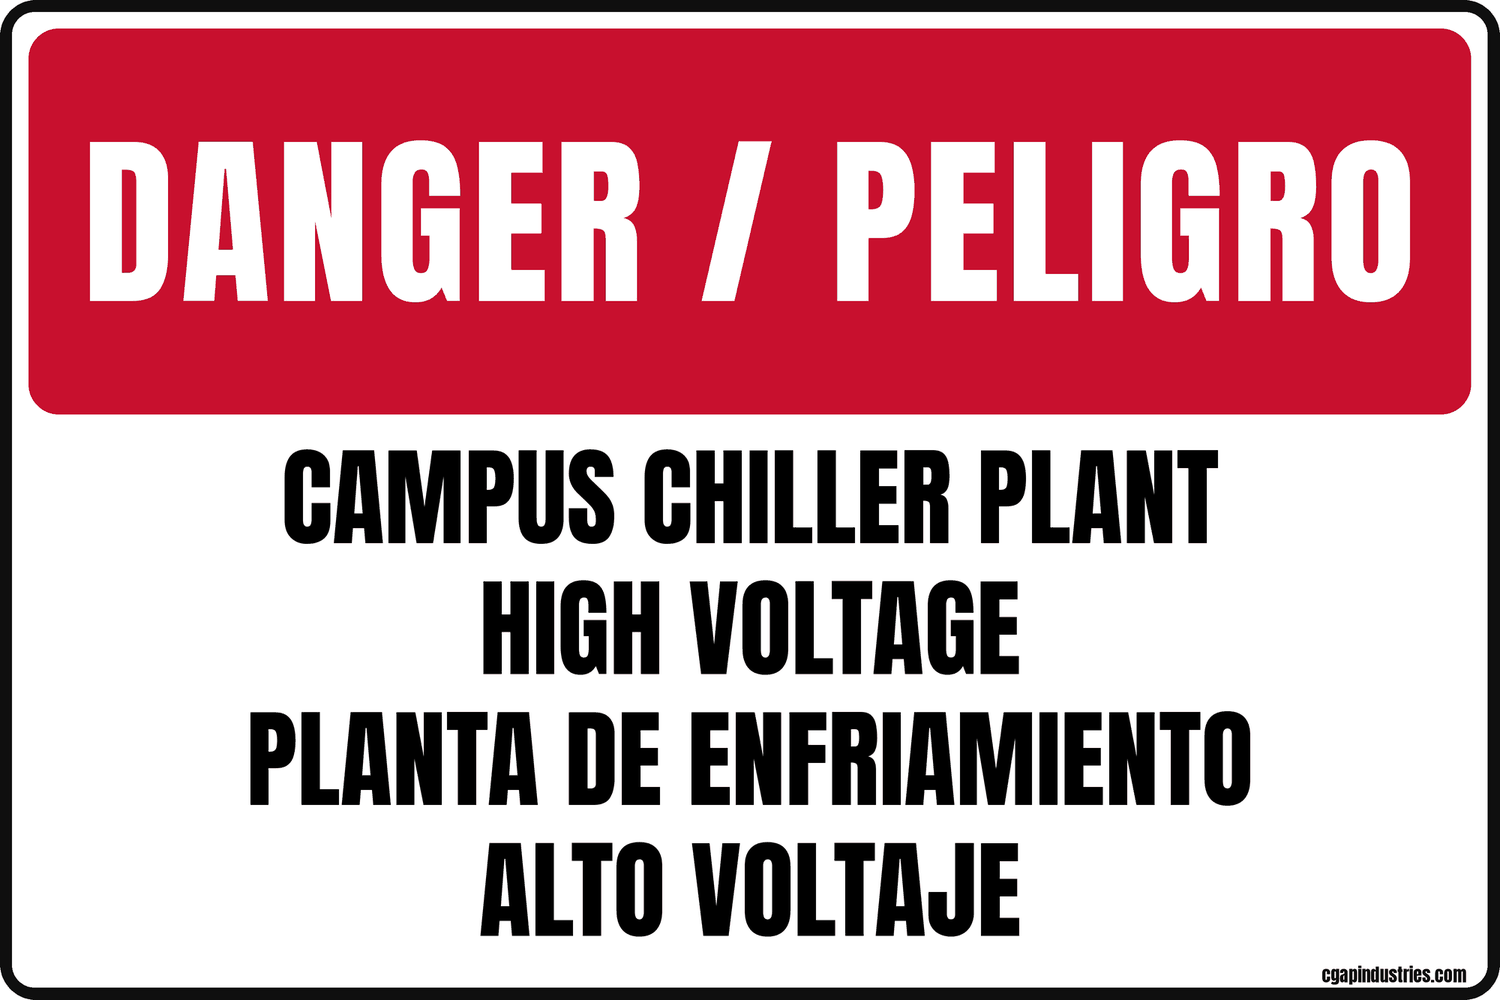 DANGER / PELIGRO
CAMPUS CHILLER PLANT
HIGH VOLTAGE
PLANTA DE ENFRIAMIENTO
ALTO VOLTAJE
cgapindustries.com